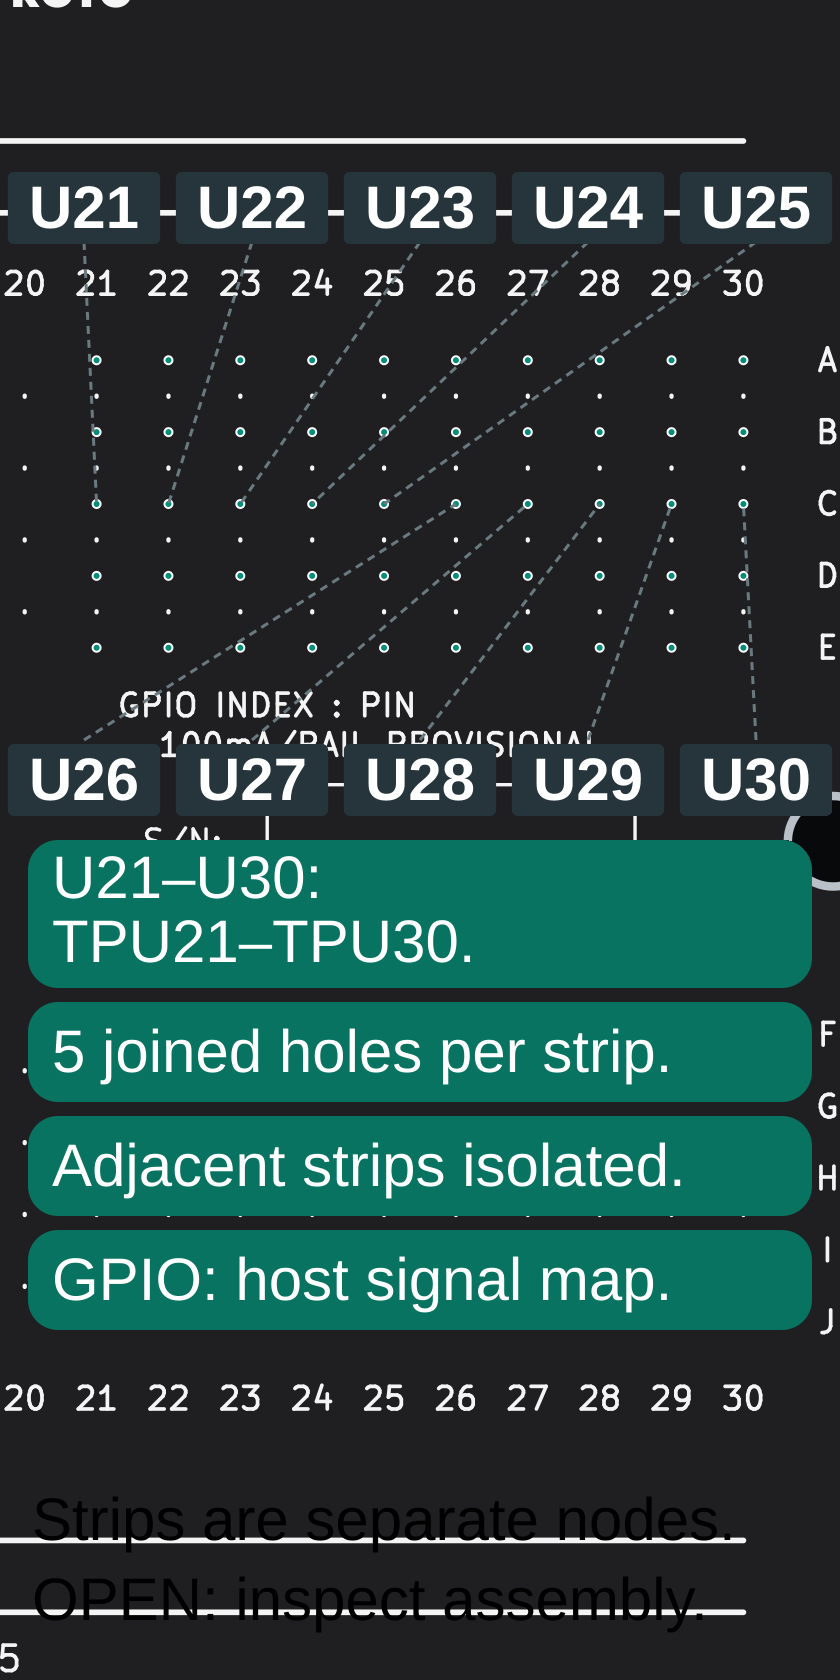 U21 U22 U23 U24 U25
20 21 22 23 24 25 26 27 28 29 30
A
B
C
D
E
GPIO INDEX : PIN
100mA/RAIL PROVISIONAL
U26 U27 U28 U29 U30
S/N:
U21–U30:
TPU21–TPU30.
F
5 joined holes per strip.
G
Adjacent strips isolated.
H
I
GPIO: host signal map.
J
20 21 22 23 24 25 26 27 28 29 30
Strips are separate nodes.
OPEN: inspect assembly.
5